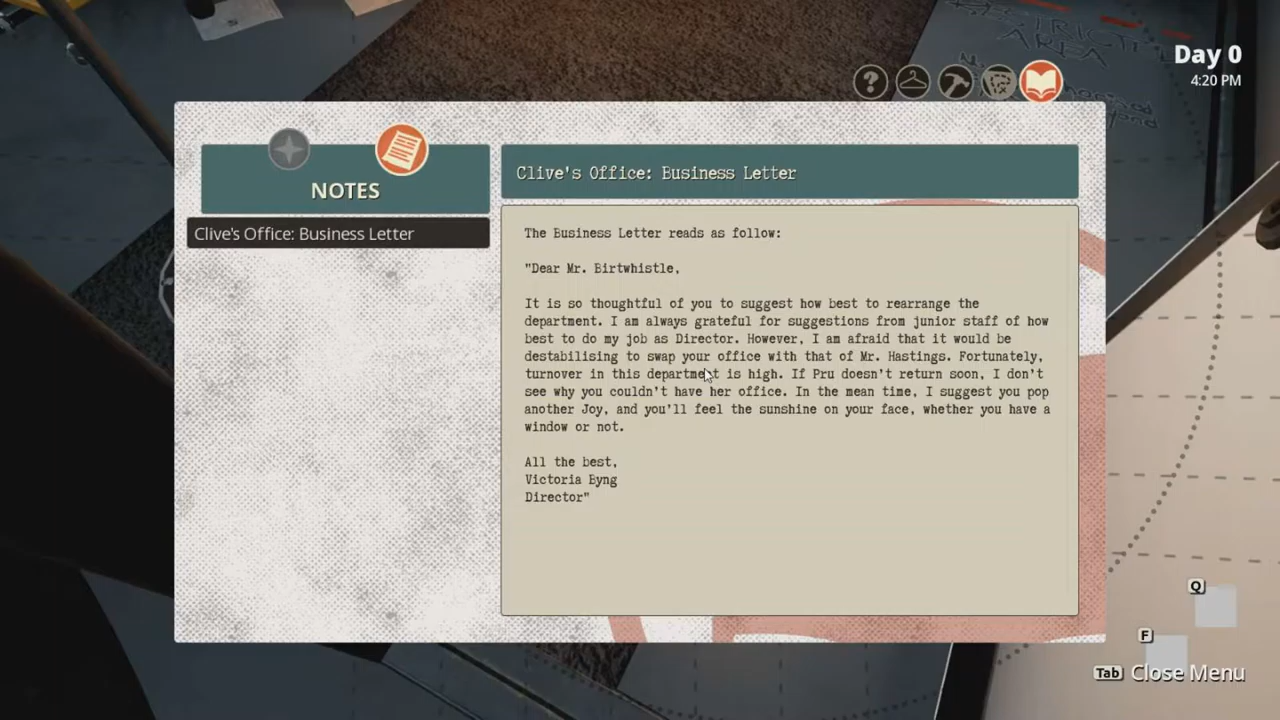 RESTRICT
AREA
Day 0
4:20 PM
?
NOTES
Clive's Office: Business Letter
Clive's Office: Business Letter
The Business Letter reads as follow:
"Dear Mr. Birtwhistle,
It is so thoughtful of you to suggest how best to rearrange the
department. I am always grateful for suggestions from junior staff of how
best to do my job as Director. However, I am afraid that it would be
destabilising to swap your office with that of Mr. Hastings. Fortunately,
turnover in this department is high. If Pru doesn't return soon, I don't
see why you couldn't have her office. In the mean time, I suggest you pop
another Joy, and you'll feel the sunshine on your face, whether you have a
window or not.
All the best,
Victoria Byng
Director"
Q
F
Tab Close Menu